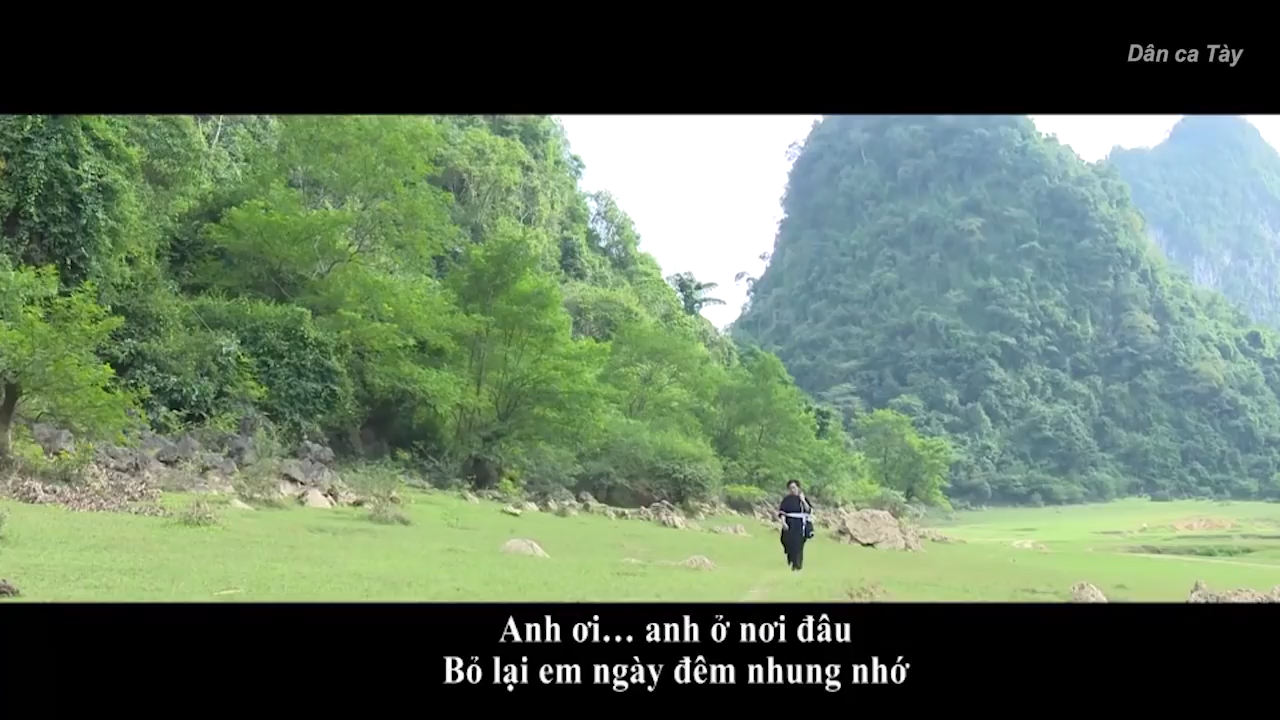 Dân ca Tày
Anh ơi... anh ở nơi đâu
Bỏ lại em ngày đêm nhung nhớ